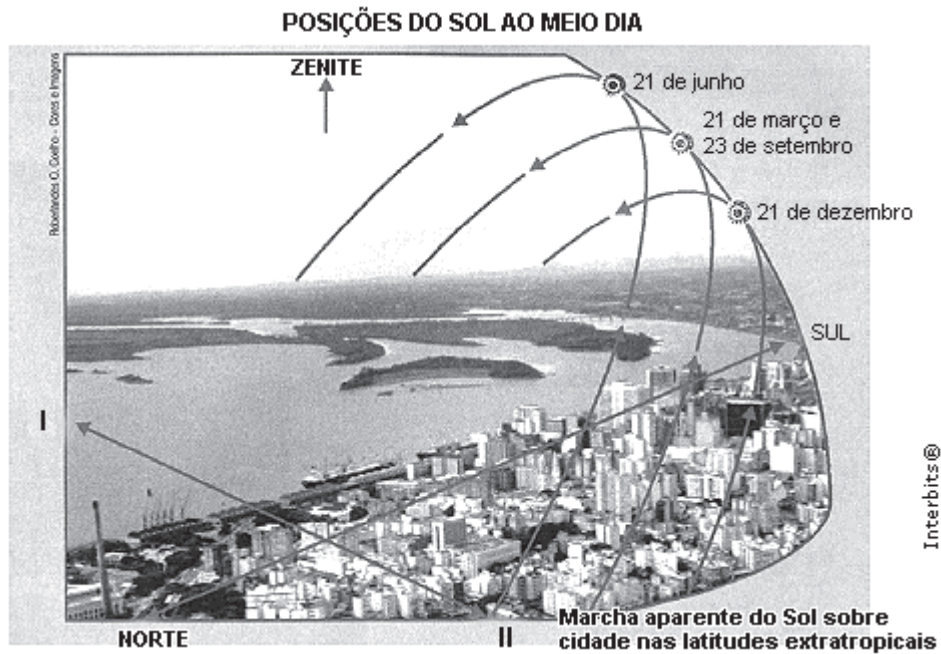 POSIÇÕES DO SOL AO MEIO DIA
ZENITE
21 de junho
21 de março e
23 de setembro
21 de dezembro
SUL
I
NORTE
II
Marcha aparente do Sol sobre
cidade nas latitudes extratropicais
Interbits®